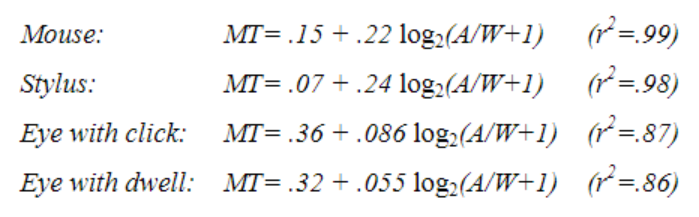 Mouse: MT= .15 + .22 log₂(A/W+1) (r²=.99)
Stylus: MT= .07 + .24 log₂(A/W+1) (r²=.98)
Eye with click: MT= .36 + .086 log₂(A/W+1) (r²=.87)
Eye with dwell: MT= .32 + .055 log₂(A/W+1) (r²=.86)